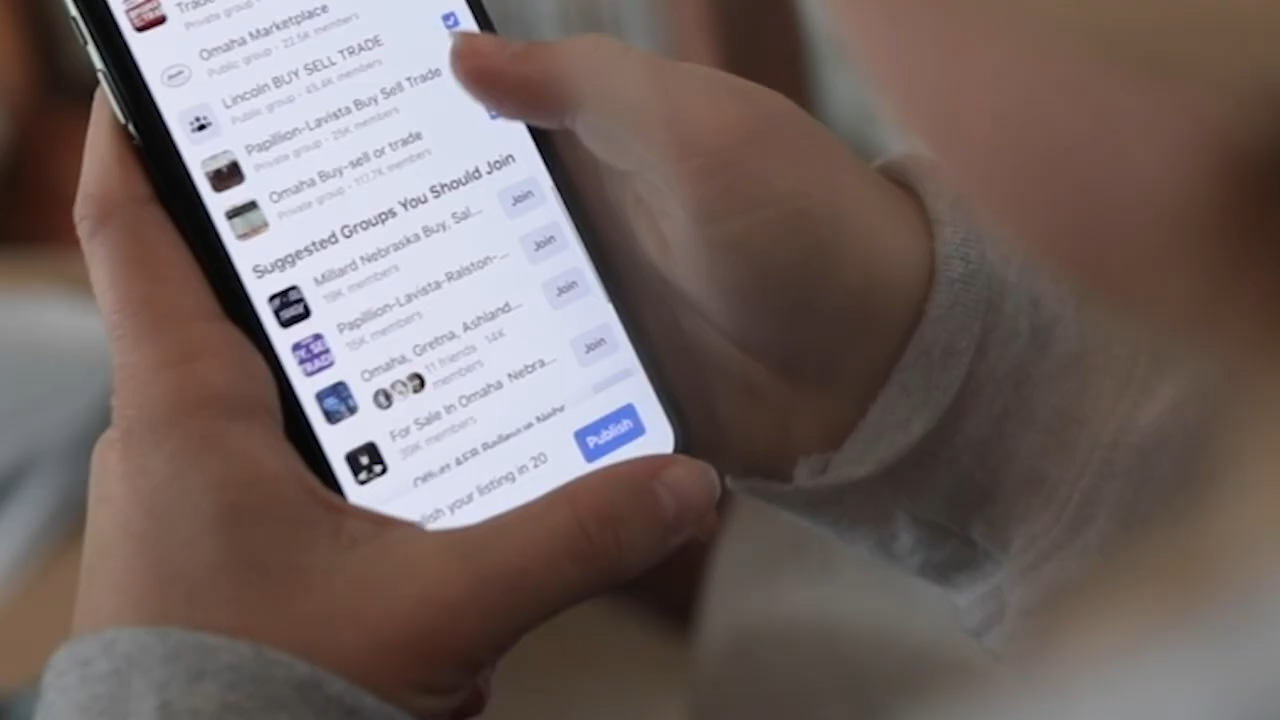 Trade
Private group
Omaha Marketplace
Public group · 22.5K members
Lincoln BUY SELL TRADE
Public group · 43.4K members
Papillion-Lavista Buy Sell Trade
Private group · 25K members
Omaha Buy-sell or trade
Private group · 117.7K members
Suggested Groups You Should Join
Millard Nebraska Buy, Sal...
19K members
Join
Papillion-Lavista-Ralston-...
15K members
Join
Omaha, Gretna, Ashland...
11 friends · 14K
members
Join
For Sale In Omaha Nebra...
39K members
Join
your listing in 20
Publish